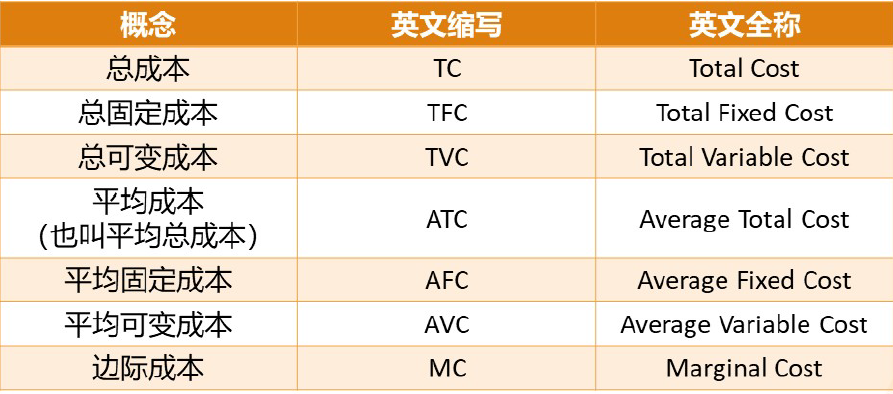 概念 英文缩写 英文全称
总成本 TC Total Cost
总固定成本 TFC Total Fixed Cost
总可变成本 TVC Total Variable Cost
平均成本
（也叫平均总成本） ATC Average Total Cost
平均固定成本 AFC Average Fixed Cost
平均可变成本 AVC Average Variable Cost
边际成本 MC Marginal Cost